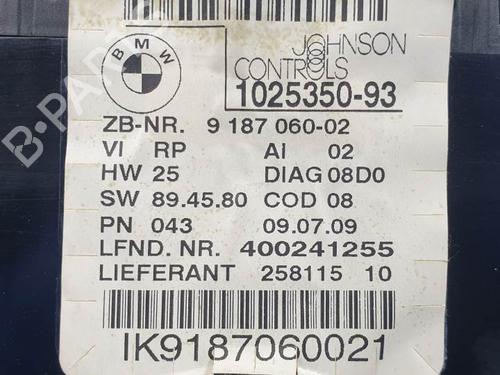 BMW
JOHNSON
CONTROLS
1025350-93
ZB-NR. 9 187 060-02
VI RP AI 02
HW 25 DIAG 08D0
SW 89.45.80 COD 08
PN 043 09.07.09
LFND. NR. 400241255
LIEFERANT 258115 10
IK9187060021
B-PARTS